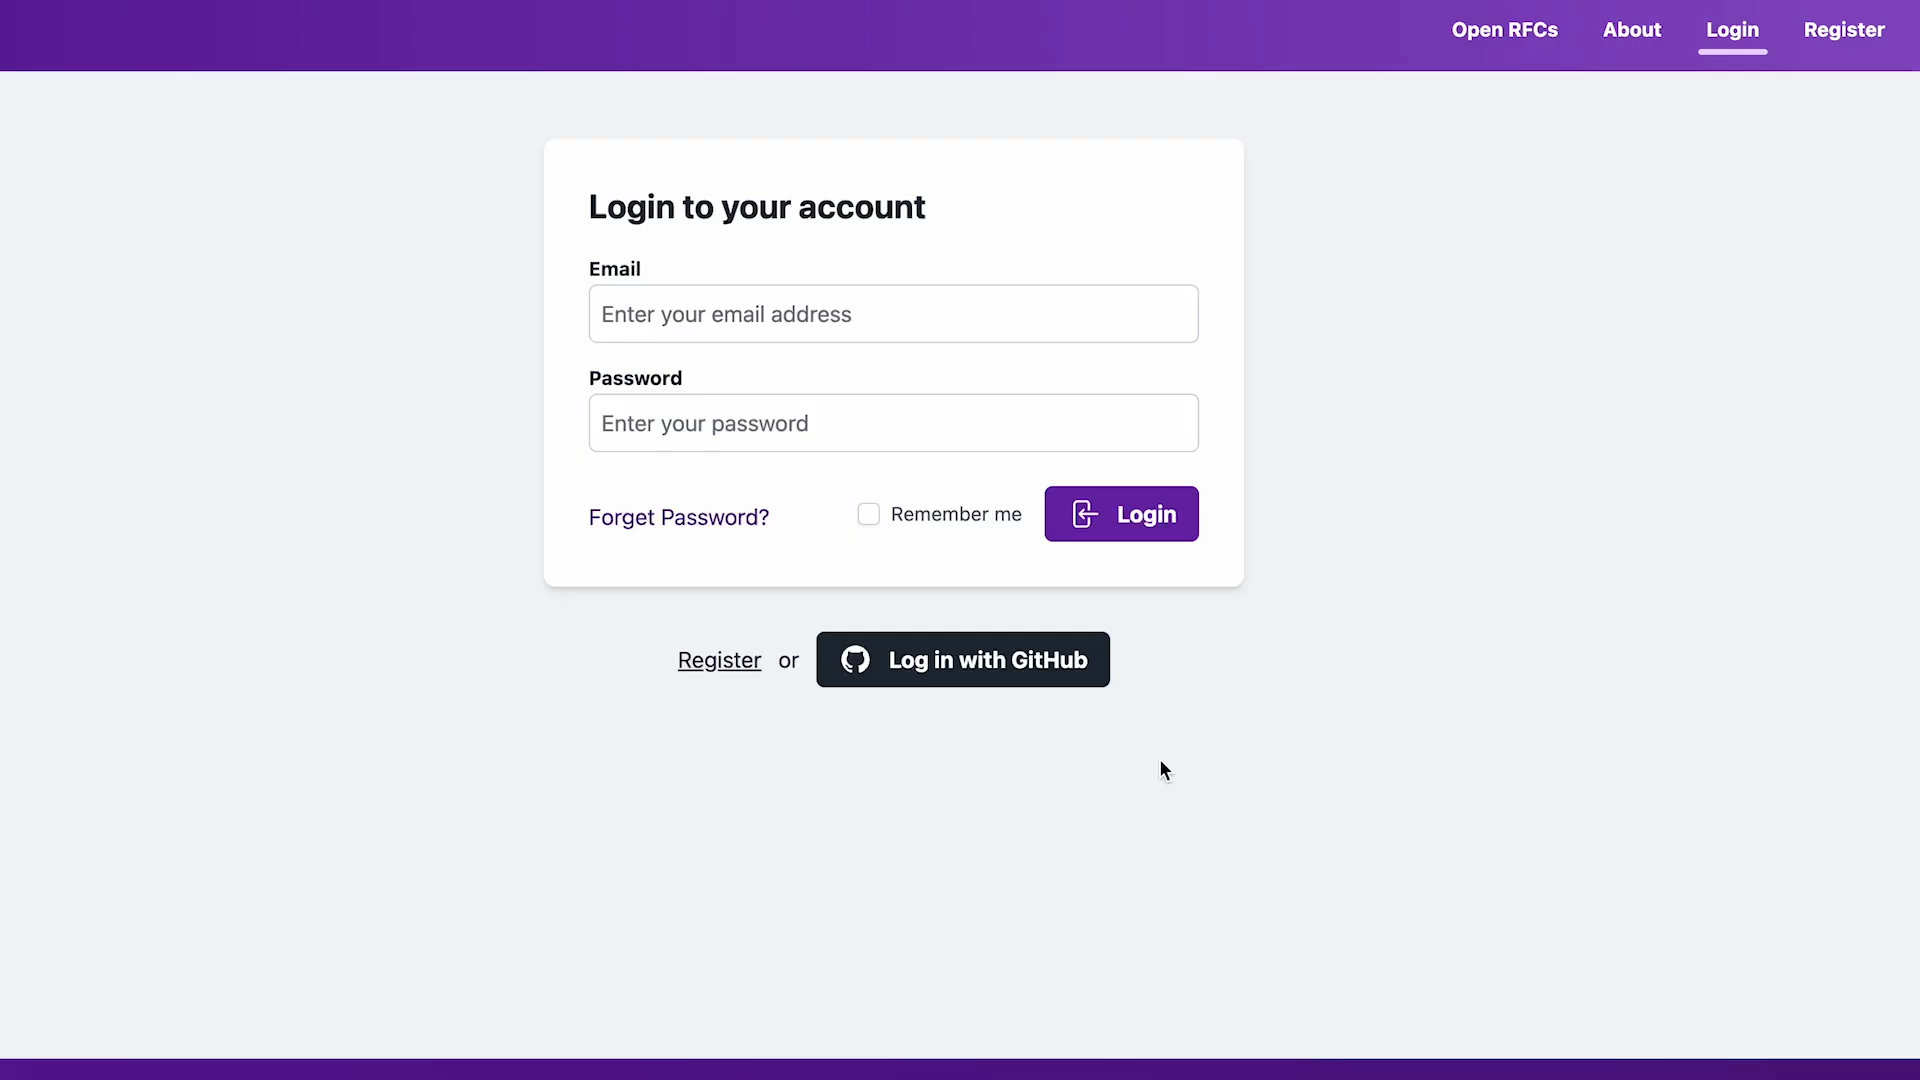 Open RFCs About Login Register
Login to your account
Email
Enter your email address
Password
Enter your password
Forget Password? Remember me Login
Register or Log in with GitHub